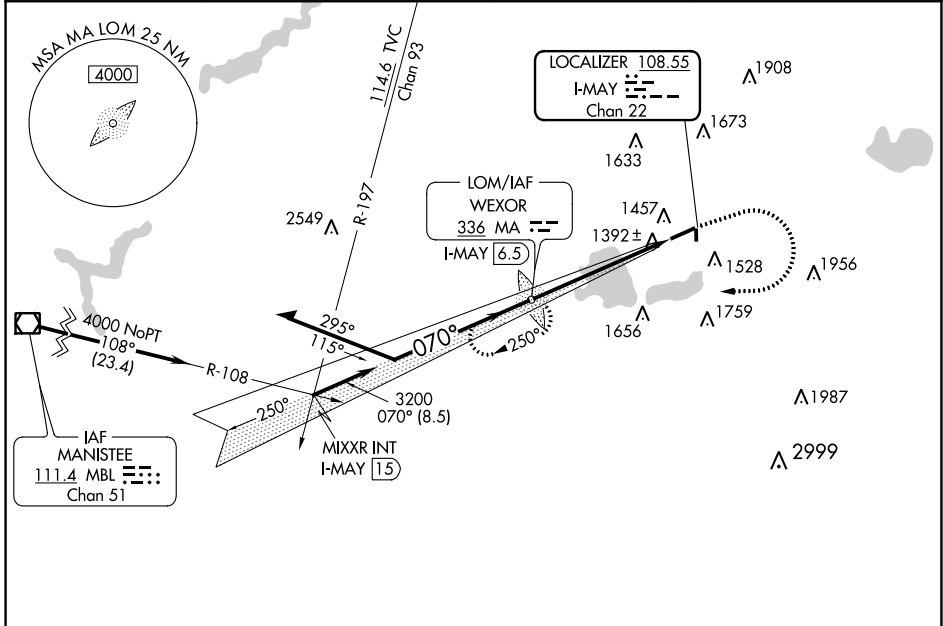 MSA MA LOM 25 NM
4000
114.6 TVC
Chan 93
R-197
LOCALIZER 108.55
I-MAY
Chan 22
1908
1673
1633
LOM/IAF
WEXOR
336 MA
I-MAY 6.5
2549
1457
1392±
1528
1956
1656
1759
4000 NoPT
108°
(23.4)
R-108
295°
115°
070°
250°
250°
3200
070° (8.5)
MIXXR INT
I-MAY 15
1987
2999
IAF
MANISTEE
111.4 MBL
Chan 51